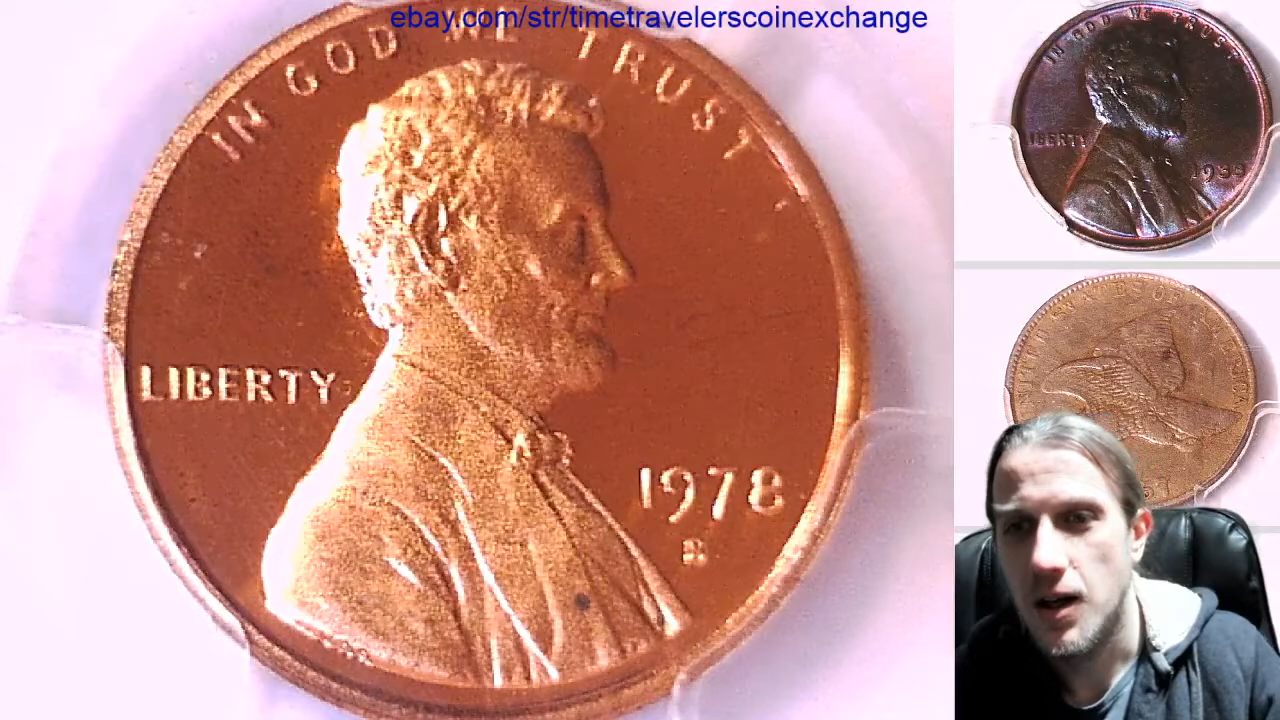 ebay.com/str/timetravelerscoinexchange
IN GOD WE TRUST
LIBERTY
1978
S
IN GOD WE TRUST
LIBERTY